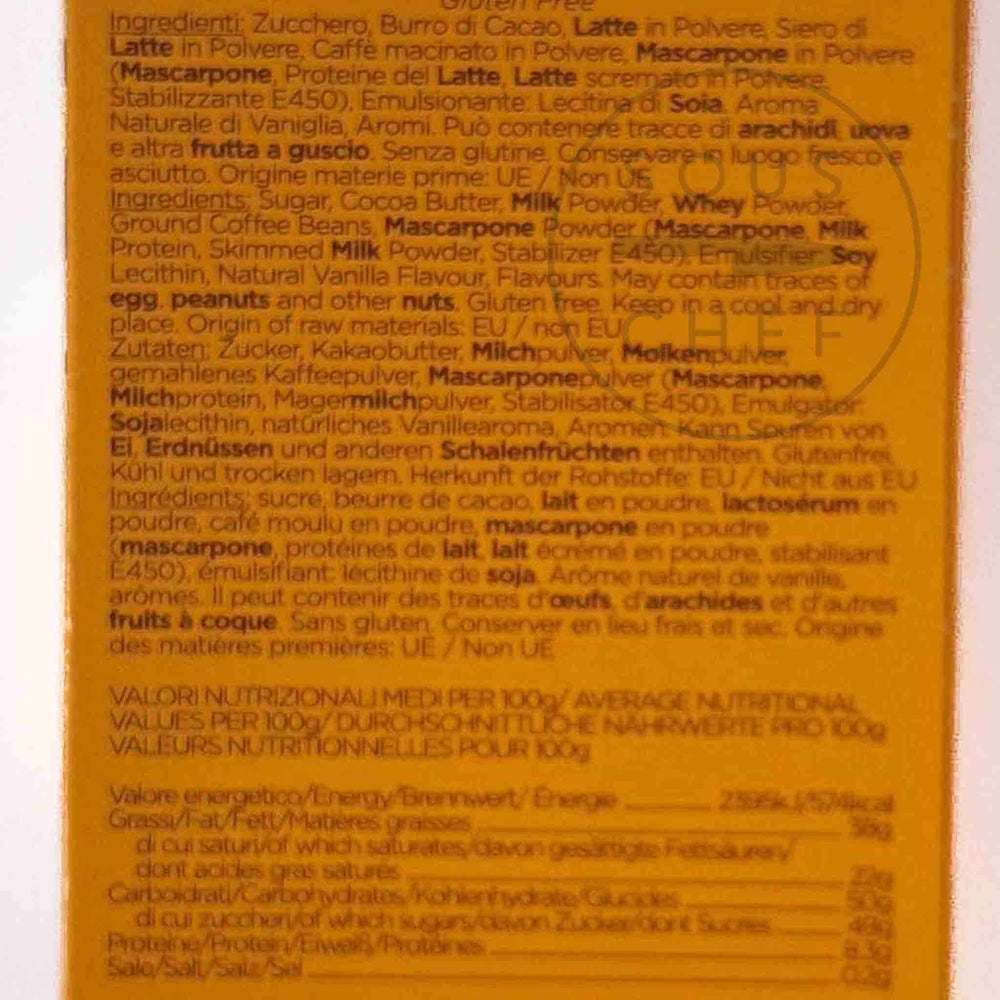 Gluten Free
Ingredienti: Zucchero, Burro di Cacao, Latte in Polvere, Siero di
Latte in Polvere, Caffè macinato in Polvere, Mascarpone in Polvere
(Mascarpone, Proteine del Latte, Latte scremato in Polvere,
Stabilizzante E450), Emulsionante: Lecitina di Soia, Aroma
Naturale di Vaniglia, Aromi. Può contenere tracce di arachidi, uova
e altra frutta a guscio. Senza glutine. Conservare in luogo fresco e
asciutto. Origine materie prime: UE / Non UE
Ingredients: Sugar, Cocoa Butter, Milk Powder, Whey Powder,
Ground Coffee Beans, Mascarpone Powder (Mascarpone, Milk
Protein, Skimmed Milk Powder, Stabilizer E450), Emulsifier: Soy
Lecithin, Natural Vanilla Flavour, Flavours. May contain traces of
egg, peanuts and other nuts. Gluten free. Keep in a cool and dry
place. Origin of raw materials: EU / non EU
Zutaten: Zucker, Kakaobutter, Milchpulver, Molkenpulver,
gemahlenes Kaffeepulver, Mascarponepulver (Mascarpone,
Milchprotein, Magermilchpulver, Stabilisator E450), Emulgator:
Sojalecithin, natürliches Vanillearoma, Aromen. Kann Spuren von
Ei, Erdnüssen und anderen Schalenfrüchten enthalten. Glutenfrei.
Kühl und trocken lagern. Herkunft der Rohstoffe: EU / Nicht aus EU
Ingrédients: sucre, beurre de cacao, lait en poudre, lactosérum en
poudre, café moulu en poudre, mascarpone en poudre
(mascarpone, protéines de lait, lait écrémé en poudre, stabilisant
E450), émulsifiant: lécithine de soja. Arôme naturel de vanille,
arômes. Il peut contenir des traces d'œufs, d'arachides et d'autres
fruits à coque. Sans gluten. Conserver en lieu frais et sec. Origine
des matières premières: UE / Non UE
SOUS
CHEF
VALORI NUTRIZIONALI MEDI PER 100g/ AVERAGE NUTRITIONAL
VALUES PER 100g/ DURCHSCHNITTLICHE NÄHRWERTE PRO 100g
VALEURS NUTRITIONNELLES POUR 100g
Valore energetico/Energy/Brennwert/ Énergie 2395kJ/574kcal
Grassi/Fat/Fett/Matières grasses
di cui saturi/of which saturates/davon gesättigte Fettsäuren/
dont acides gras saturés
Carboidrati/Carbohydrates/Kohlenhydrate/Glucides 50g
di cui zuccheri/of which sugars/davon Zucker/dont Sucres 49g
Proteine/Protein/Eiweiß/Protéines 8.3g
Sale/Salt/Salz/Sel 0.2g